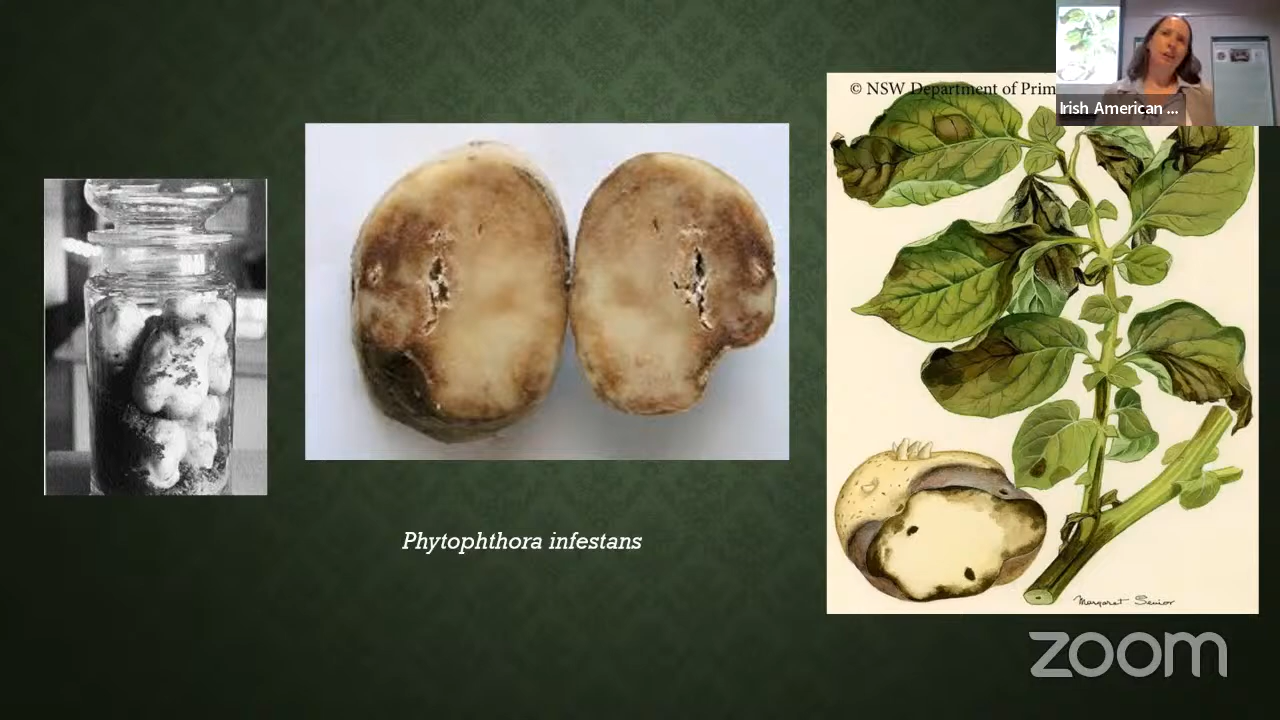 © NSW Department of Prim
Irish American ...
Phytophthora infestans
Margaret Senior
zoom